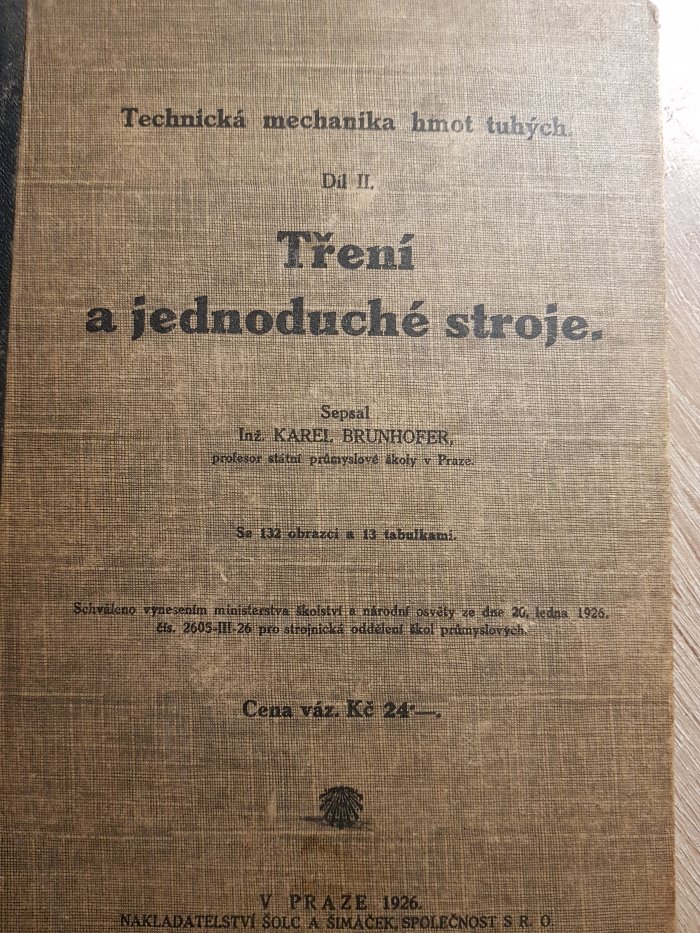 Technická mechanika hmot tuhých.
Díl II.
Tření
a jednoduché stroje.
Sepsal
Inž. KAREL BRUNHOFER,
profesor státní průmyslové školy v Praze.
Se 132 obrazci a 13 tabulkami.
Schváleno vynesením ministerstva školství a národní osvěty ze dne 20. ledna 1926.
čís. 2605-III-26 pro strojnická oddělení škol průmyslových.
Cena váz. Kč 24·—.
V PRAZE 1926.
NAKLADATELSTVÍ ŠOLC A ŠIMÁČEK, SPOLEČNOST S R. O.